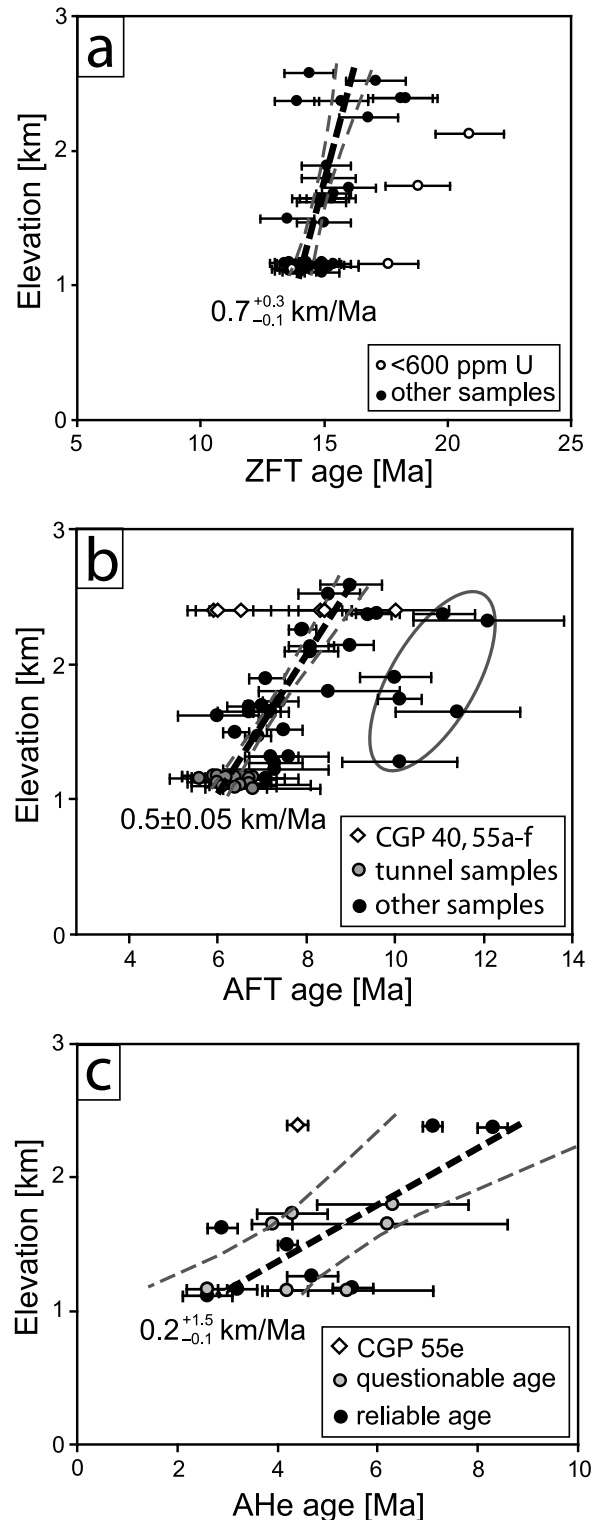 3
a
2
Elevation [km]
1
0.7 +0.3 −0.1 km/Ma
<600 ppm U
other samples
0
5 10 15 20 25
ZFT age [Ma]
3
b
2
Elevation [km]
1
0.5±0.05 km/Ma
CGP 40, 55a-f
tunnel samples
other samples
0
4 6 8 10 12 14
AFT age [Ma]
3
c
2
Elevation [km]
1
0.2 +1.5 −0.1 km/Ma
CGP 55e
questionable age
reliable age
0
0 2 4 6 8 10
AHe age [Ma]